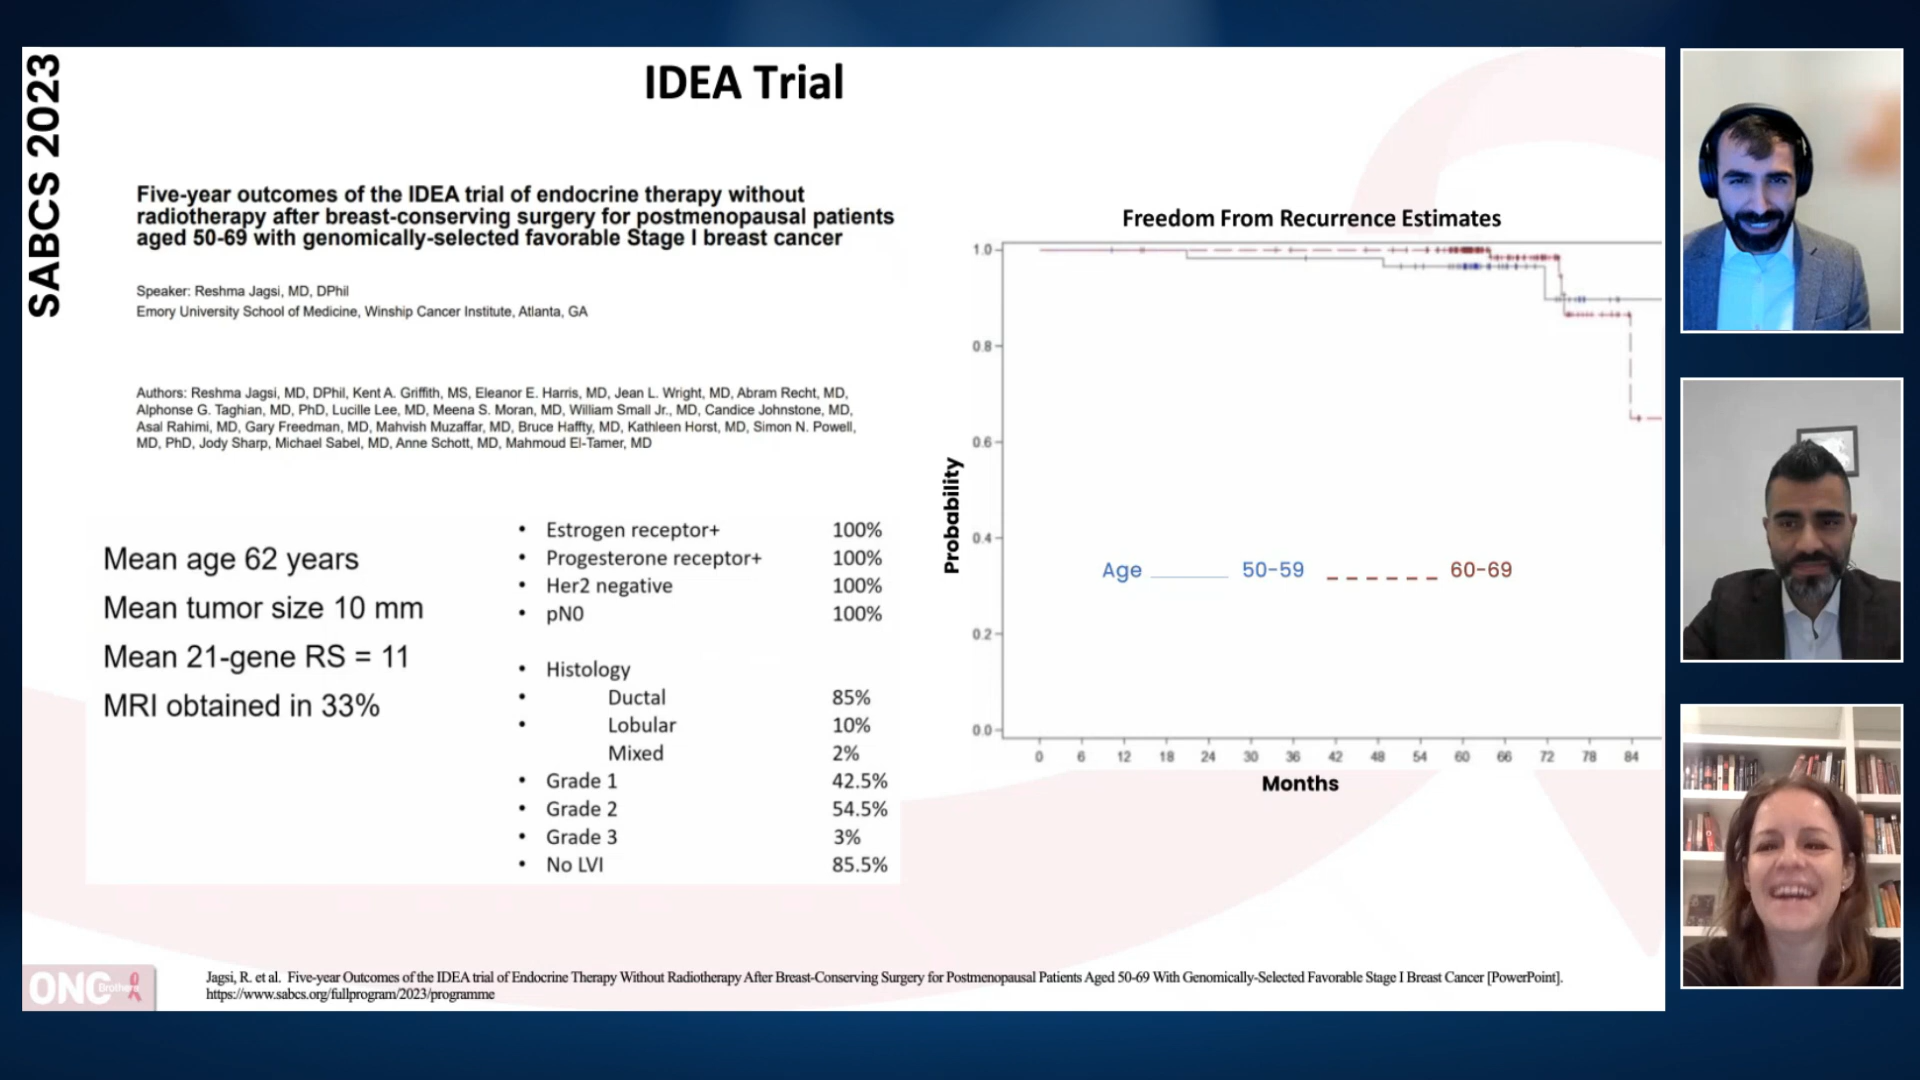 SABCS 2023
IDEA Trial
Five-year outcomes of the IDEA trial of endocrine therapy without
radiotherapy after breast-conserving surgery for postmenopausal patients
aged 50-69 with genomically-selected favorable Stage I breast cancer
Speaker: Reshma Jagsi, MD, DPhil
Emory University School of Medicine, Winship Cancer Institute, Atlanta, GA
Authors: Reshma Jagsi, MD, DPhil, Kent A. Griffith, MS, Eleanor E. Harris, MD, Jean L. Wright, MD, Abram Recht, MD,
Alphonse G. Taghian, MD, PhD, Lucille Lee, MD, Meena S. Moran, MD, William Small Jr., MD, Candice Johnstone, MD,
Asal Rahimi, MD, Gary Freedman, MD, Mahvish Muzaffar, MD, Bruce Haffty, MD, Kathleen Horst, MD, Simon N. Powell,
MD, PhD, Jody Sharp, Michael Sabel, MD, Anne Schott, MD, Mahmoud El-Tamer, MD
Mean age 62 years
Mean tumor size 10 mm
Mean 21-gene RS = 11
MRI obtained in 33%
• Estrogen receptor+ 100%
• Progesterone receptor+ 100%
• Her2 negative 100%
• pN0 100%
• Histology
• Ductal 85%
• Lobular 10%
Mixed 2%
• Grade 1 42.5%
• Grade 2 54.5%
• Grade 3 3%
• No LVI 85.5%
Freedom From Recurrence Estimates
1.0
0.8
0.6
0.4
0.2
0.0
Probability
Age 50-59 60-69
0 6 12 18 24 30 36 42 48 54 60 66 72 78 84
Months
ONC Brothers
Jagsi, R. et al. Five-year Outcomes of the IDEA trial of Endocrine Therapy Without Radiotherapy After Breast-Conserving Surgery for Postmenopausal Patients Aged 50-69 With Genomically-Selected Favorable Stage I Breast Cancer [PowerPoint].
https://www.sabcs.org/fullprogram/2023/programme